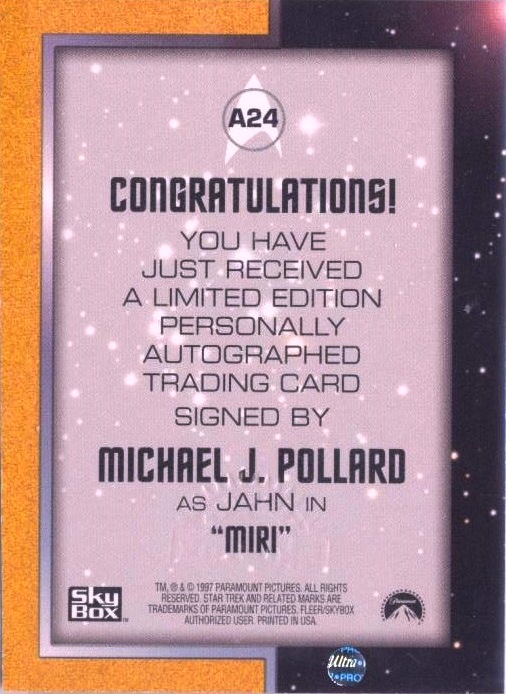 A24
CONGRATULATIONS!
YOU HAVE
JUST RECEIVED
A LIMITED EDITION
PERSONALLY
AUTOGRAPHED
TRADING CARD
SIGNED BY
MICHAEL J. POLLARD
AS JAHN IN
"MIRI"
SkyBOX™
TM, ® & © 1997 PARAMOUNT PICTURES. ALL RIGHTS
RESERVED. STAR TREK AND RELATED MARKS ARE
TRADEMARKS OF PARAMOUNT PICTURES. FLEER/SKYBOX
AUTHORIZED USER. PRINTED IN USA.
Paramount
Ultra
PRO